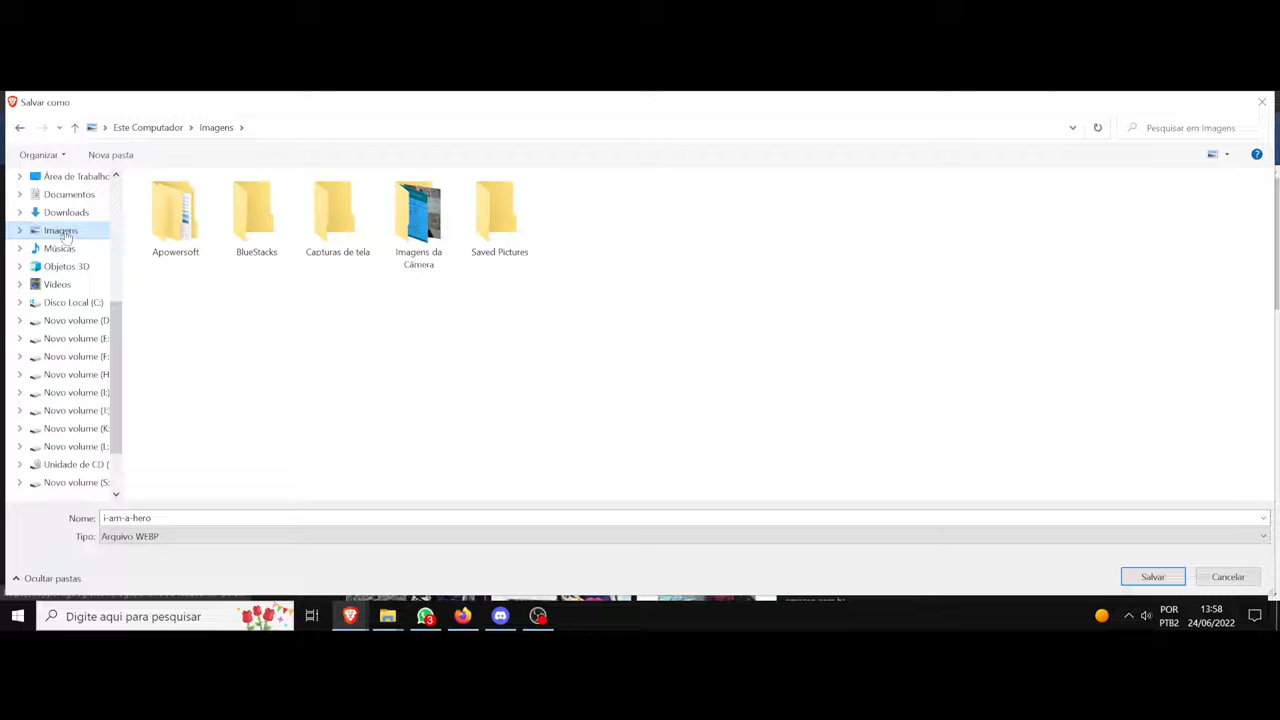 Salvar como
Este Computador
Imagens
Pesquisar em Imagens
Organizar
Nova pasta
Área de Trabalho
Documentos
Downloads
Imagens
Músicas
Objetos 3D
Vídeos
Disco Local (C:)
Novo volume (D
Novo volume (E:
Novo volume (F:
Novo volume (H
Novo volume (I:)
Novo volume (J:)
Novo volume (K:
Novo volume (L:
Unidade de CD (
Novo volume (S:
Apowersoft
BlueStacks
Capturas de tela
Imagens da
Câmera
Saved Pictures
Nome: i-am-a-hero
Tipo: Arquivo WEBP
Ocultar pastas
Salvar
Cancelar
Digite aqui para pesquisar
3
POR
PTB2
13:58
24/06/2022